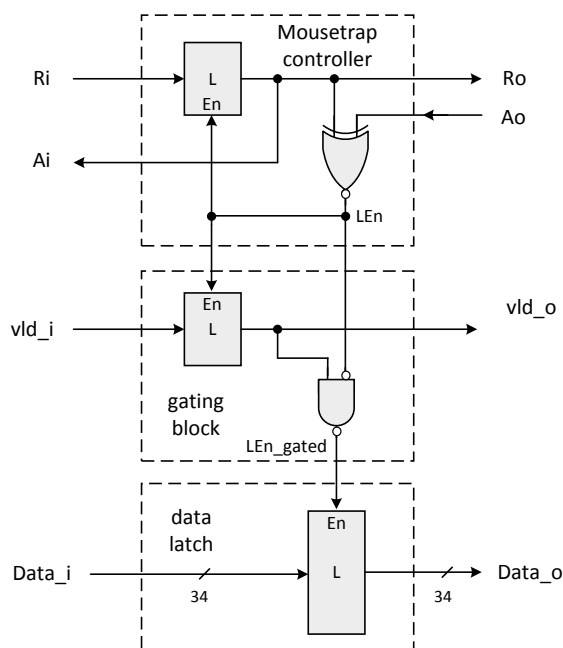 Mousetrap
controller
Ri
L
En
Ro
Ao
Ai
LEn
En
L
vld_i
vld_o
gating
block
LEn_gated
data
latch
En
L
Data_i
34
34
Data_o